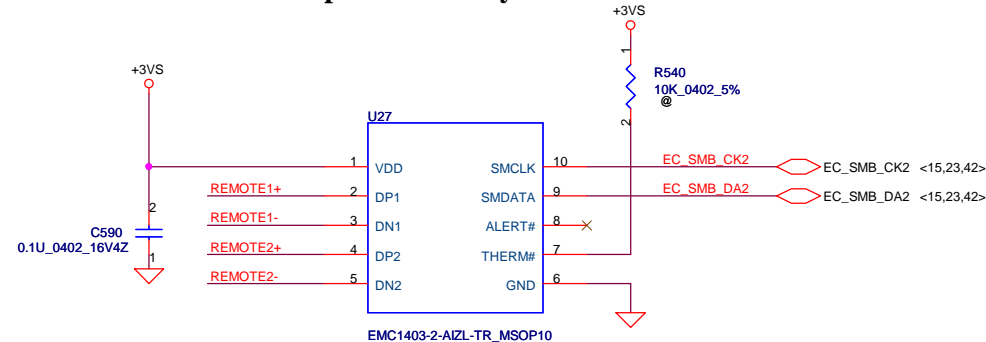 +3VS
+3VS
1
R540
10K_0402_5%
@
2
U27
1 VDD SMCLK 10 EC_SMB_CK2 EC_SMB_CK2 <15,23,42>
REMOTE1+ 2 DP1 SMDATA 9 EC_SMB_DA2 EC_SMB_DA2 <15,23,42>
REMOTE1- 3 DN1 ALERT# 8
REMOTE2+ 4 DP2 THERM# 7
REMOTE2- 5 DN2 GND 6
2
C590
0.1U_0402_16V4Z
1
EMC1403-2-AIZL-TR_MSOP10